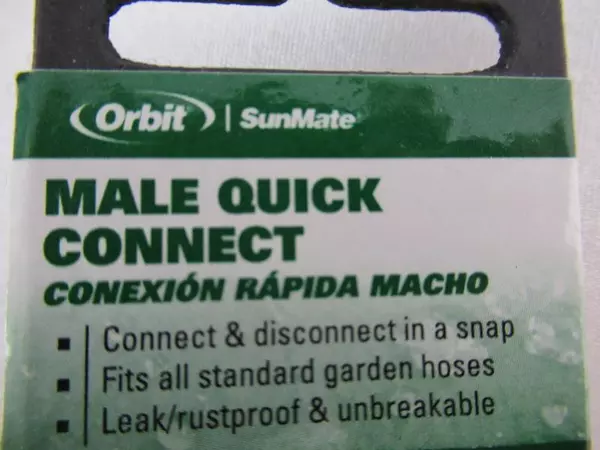 Orbit | SunMate
MALE QUICK
CONNECT
CONEXIÓN RÁPIDA MACHO
▪ Connect & disconnect in a snap
▪ Fits all standard garden hoses
▪ Leak/rustproof & unbreakable